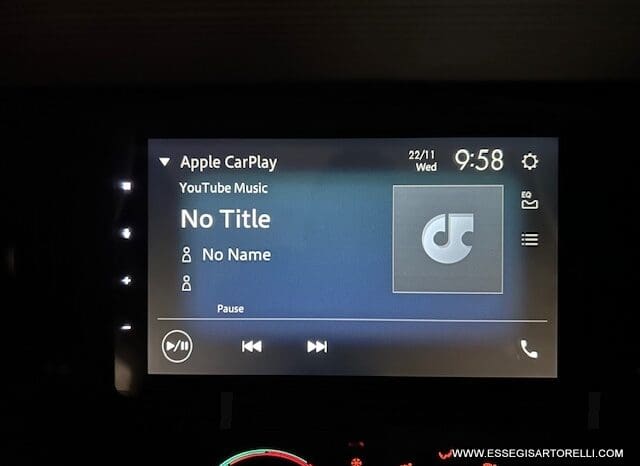 Apple CarPlay
22/11
Wed
9:58
YouTube Music
EQ
No Title
No Name
Pause
WWW.ESSEGISARTORELLI.COM